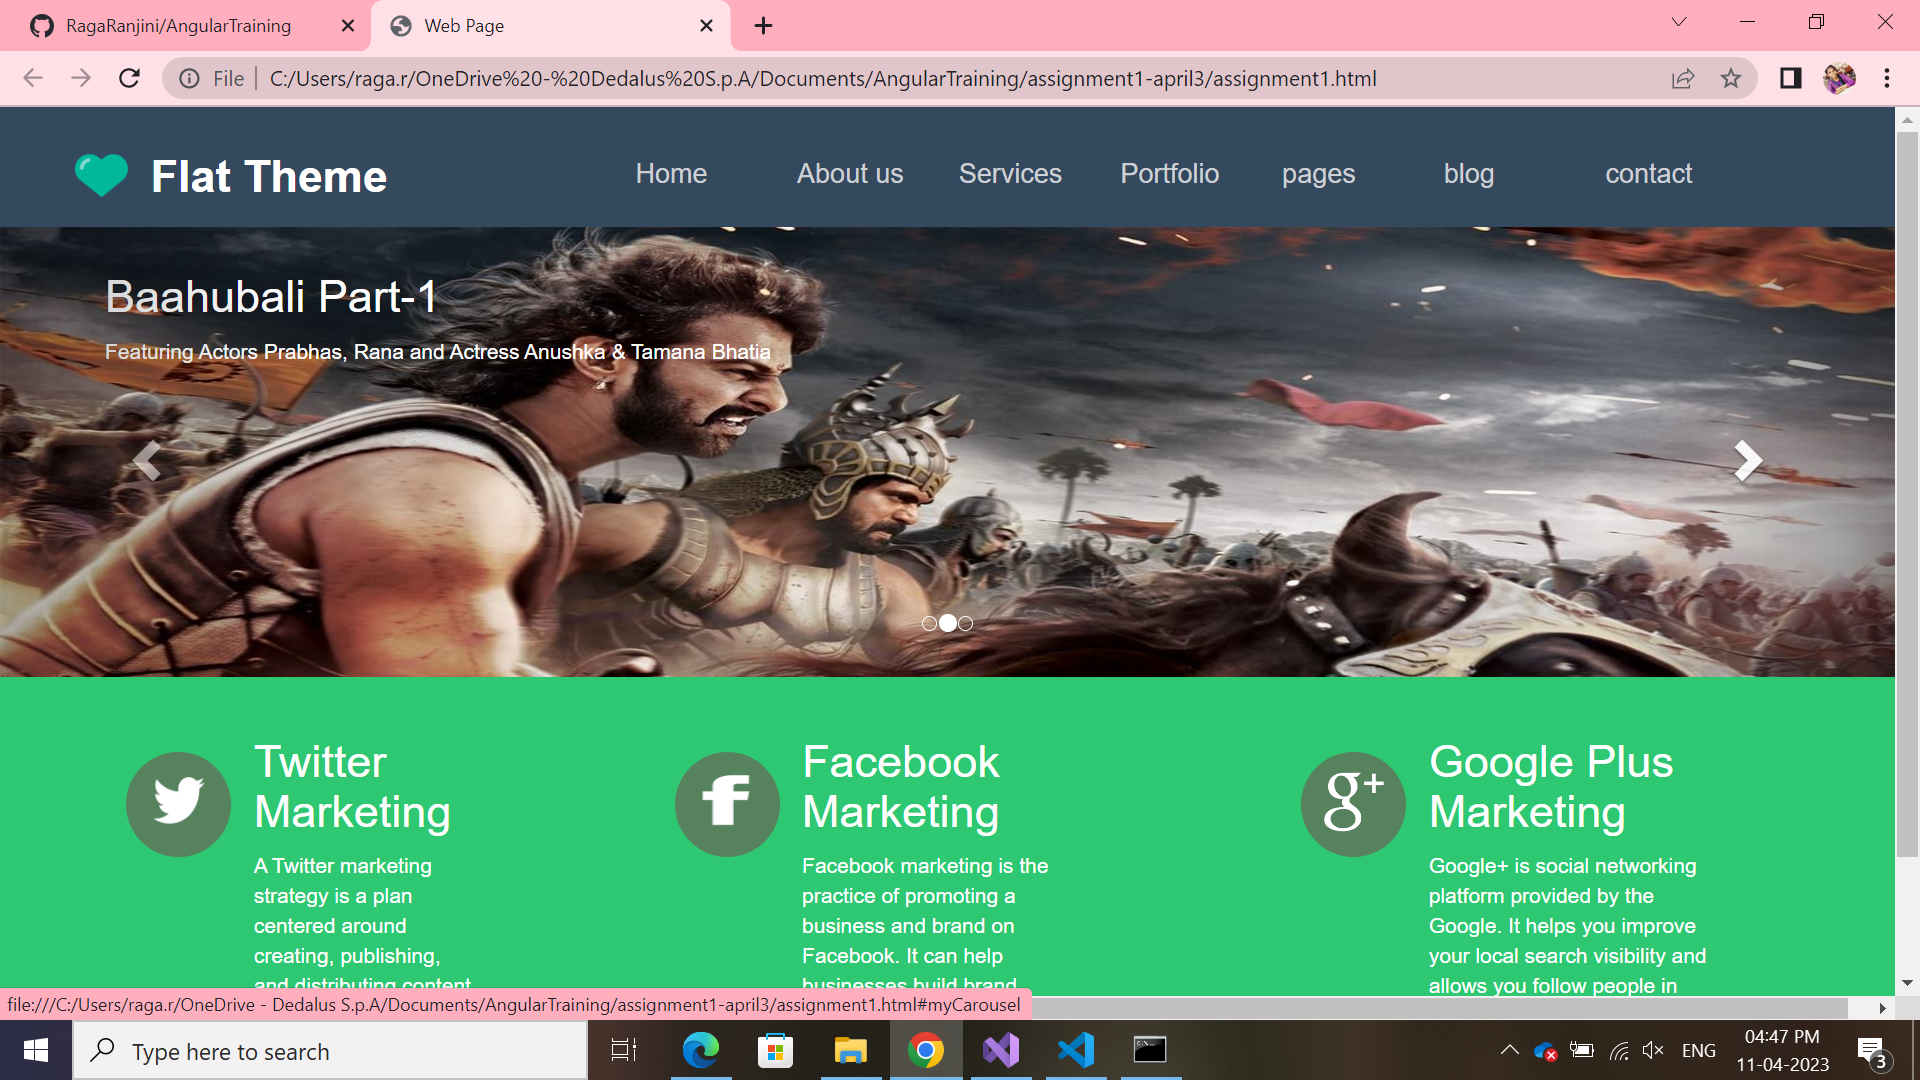 RagaRanjini/AngularTraining
Web Page
File
C:/Users/raga.r/OneDrive%20-%20Dedalus%20S.p.A/Documents/AngularTraining/assignment1-april3/assignment1.html
Flat Theme
Home
About us
Services
Portfolio
pages
blog
contact
Baahubali Part-1
Featuring Actors Prabhas, Rana and Actress Anushka & Tamana Bhatia
Twitter
Marketing
A Twitter marketing
strategy is a plan
centered around
creating, publishing,
and distributing content
f
Facebook
Marketing
Facebook marketing is the
practice of promoting a
business and brand on
Facebook. It can help
businesses build brand
g+
Google Plus
Marketing
Google+ is social networking
platform provided by the
Google. It helps you improve
your local search visibility and
allows you follow people in
file:///C:/Users/raga.r/OneDrive - Dedalus S.p.A/Documents/AngularTraining/assignment1-april3/assignment1.html#myCarousel
Type here to search
ENG
04:47 PM
11-04-2023
3